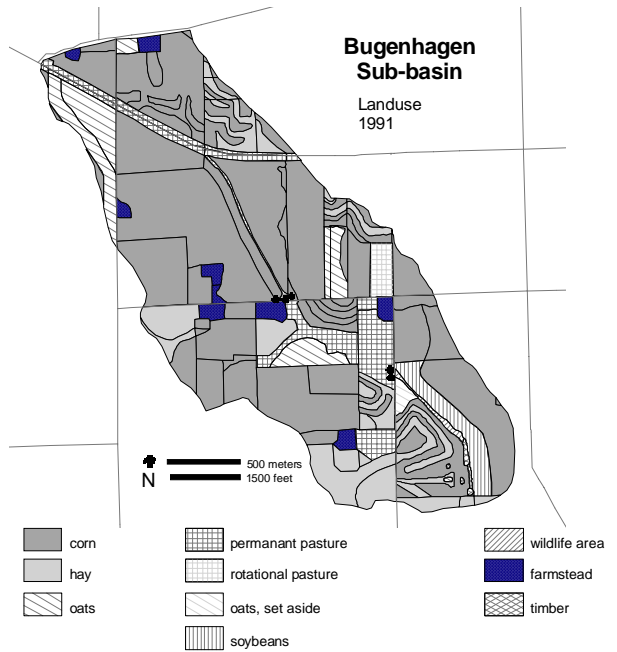 Bugenhagen
Sub-basin
Landuse
1991
500 meters
N
1500 feet
corn
permanant pasture
wildlife area
hay
rotational pasture
farmstead
oats
oats, set aside
timber
soybeans